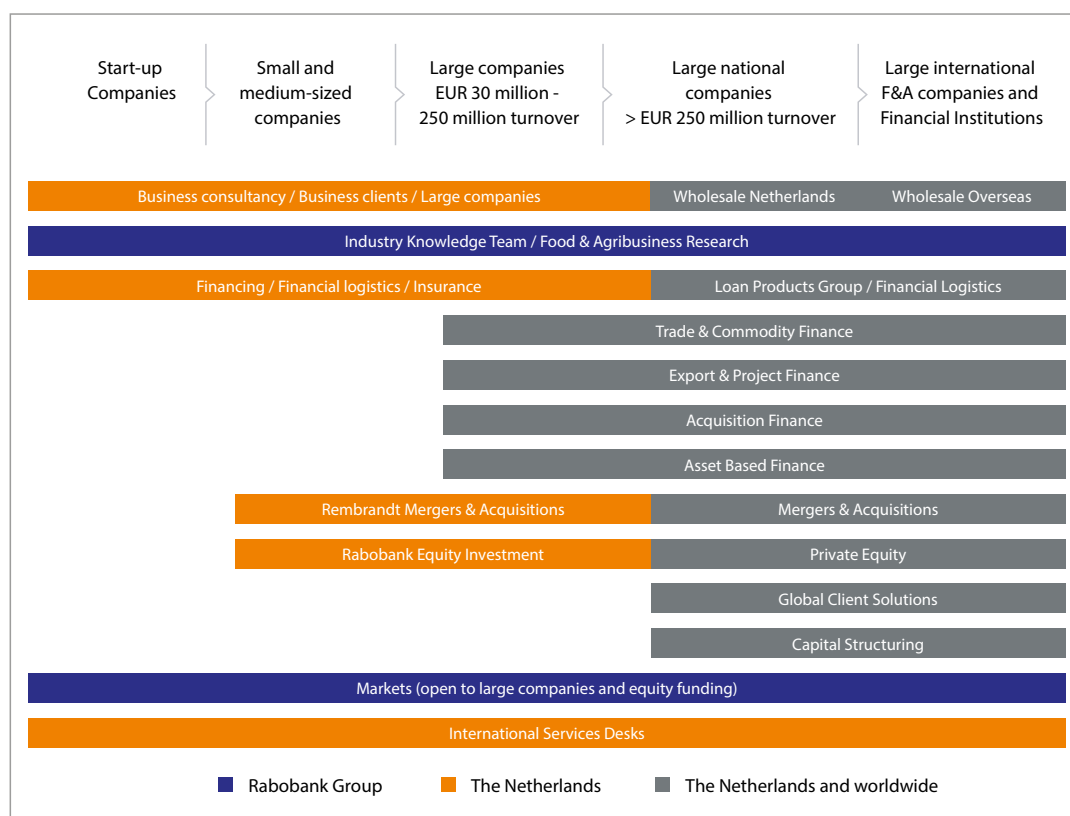 Start-up
Companies
Small and
medium-sized
companies
Large companies
EUR 30 million -
250 million turnover
Large national
companies
> EUR 250 million turnover
Large international
F&A companies and
Financial Institutions
Business consultancy / Business clients / Large companies
Wholesale Netherlands
Wholesale Overseas
Industry Knowledge Team / Food & Agribusiness Research
Financing / Financial logistics / Insurance
Loan Products Group / Financial Logistics
Trade & Commodity Finance
Export & Project Finance
Acquisition Finance
Asset Based Finance
Rembrandt Mergers & Acquisitions
Mergers & Acquisitions
Rabobank Equity Investment
Private Equity
Global Client Solutions
Capital Structuring
Markets (open to large companies and equity funding)
International Services Desks
Rabobank Group
The Netherlands
The Netherlands and worldwide